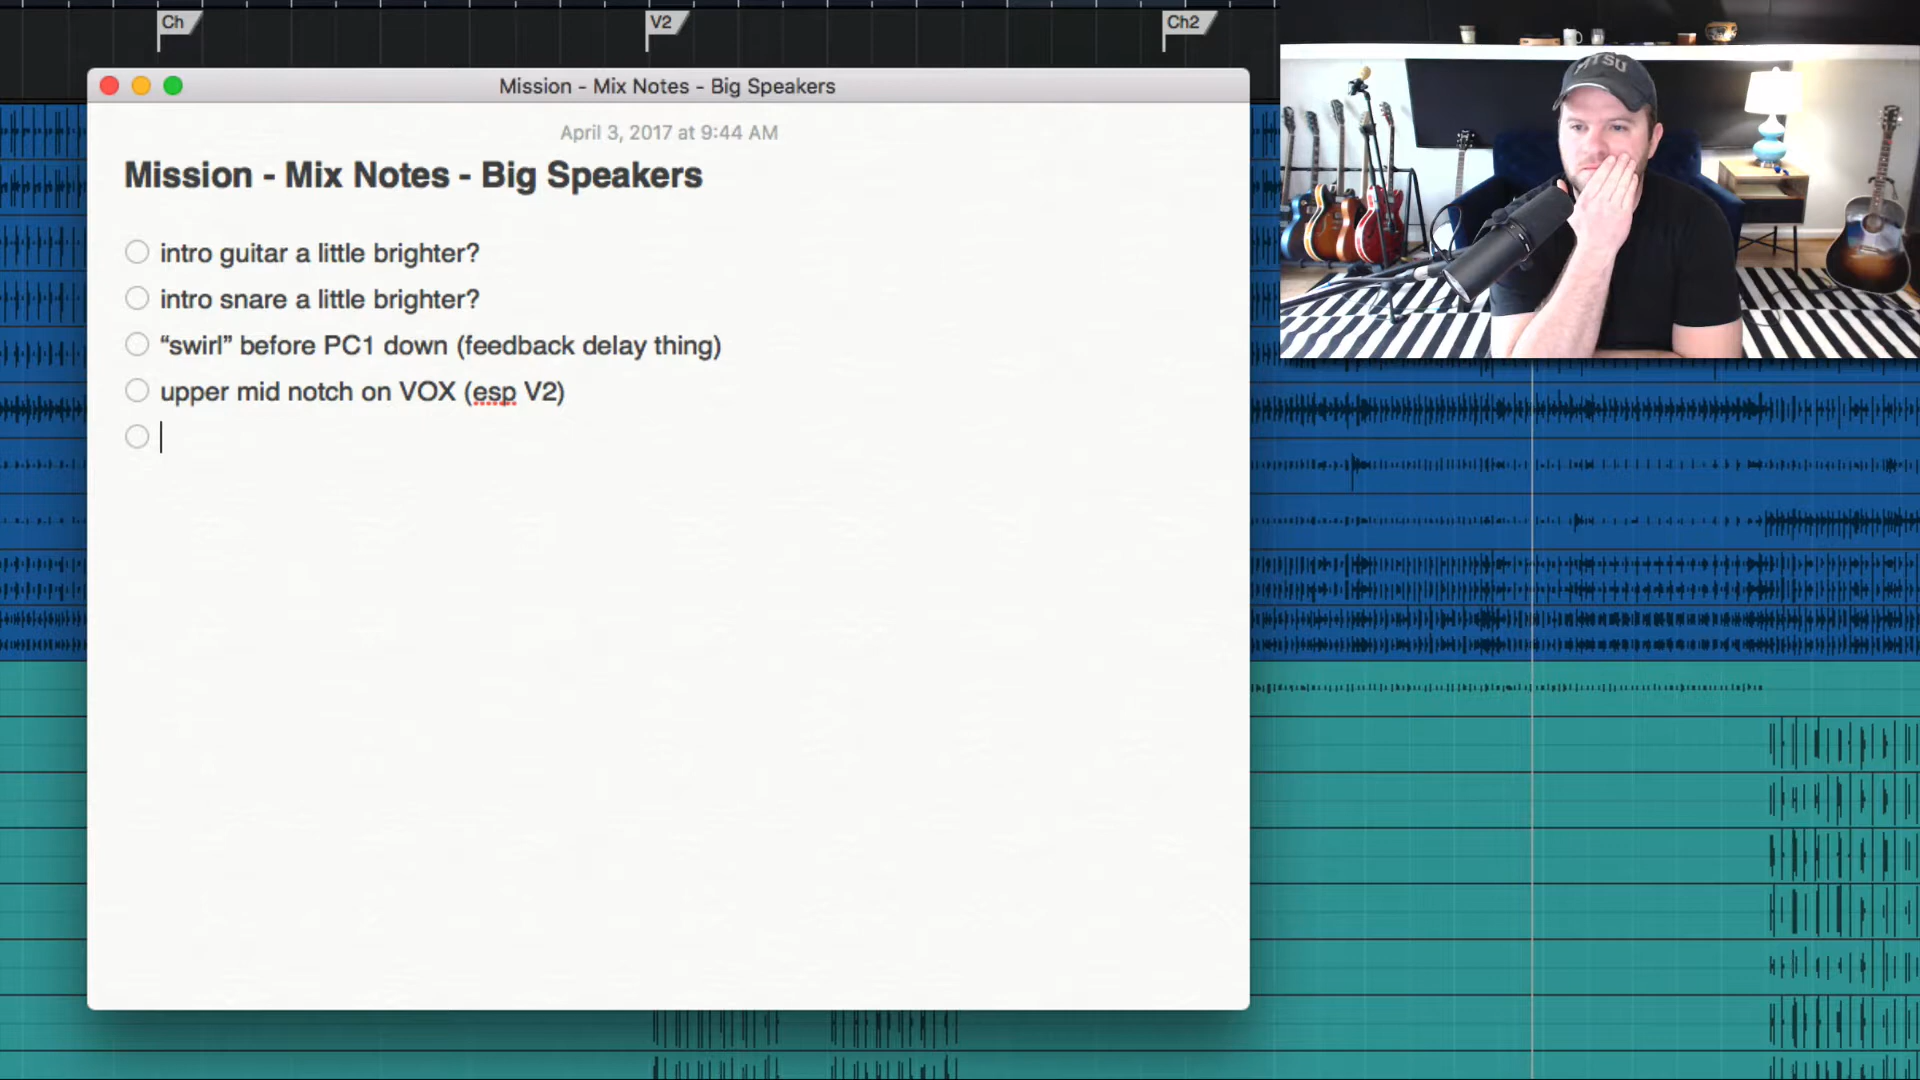 Ch
V2
Ch2
MTSU
Mission - Mix Notes - Big Speakers
April 3, 2017 at 9:44 AM
Mission - Mix Notes - Big Speakers
intro guitar a little brighter?
intro snare a little brighter?
“swirl” before PC1 down (feedback delay thing)
upper mid notch on VOX (esp V2)